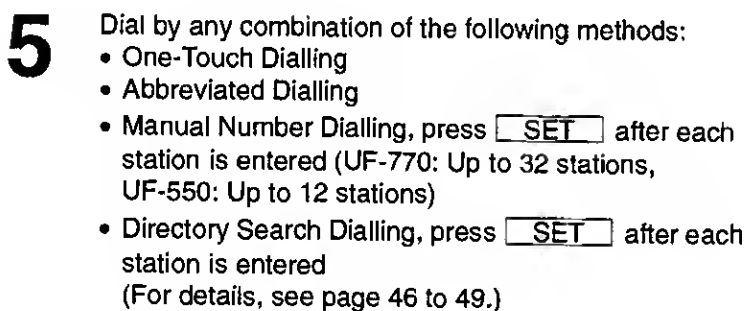 5 Dial by any combination of the following methods:
• One-Touch Dialling
• Abbreviated Dialling
• Manual Number Dialling, press SET after each
station is entered (UF-770: Up to 32 stations,
UF-550: Up to 12 stations)
• Directory Search Dialling, press SET after each
station is entered
(For details, see page 46 to 49.)